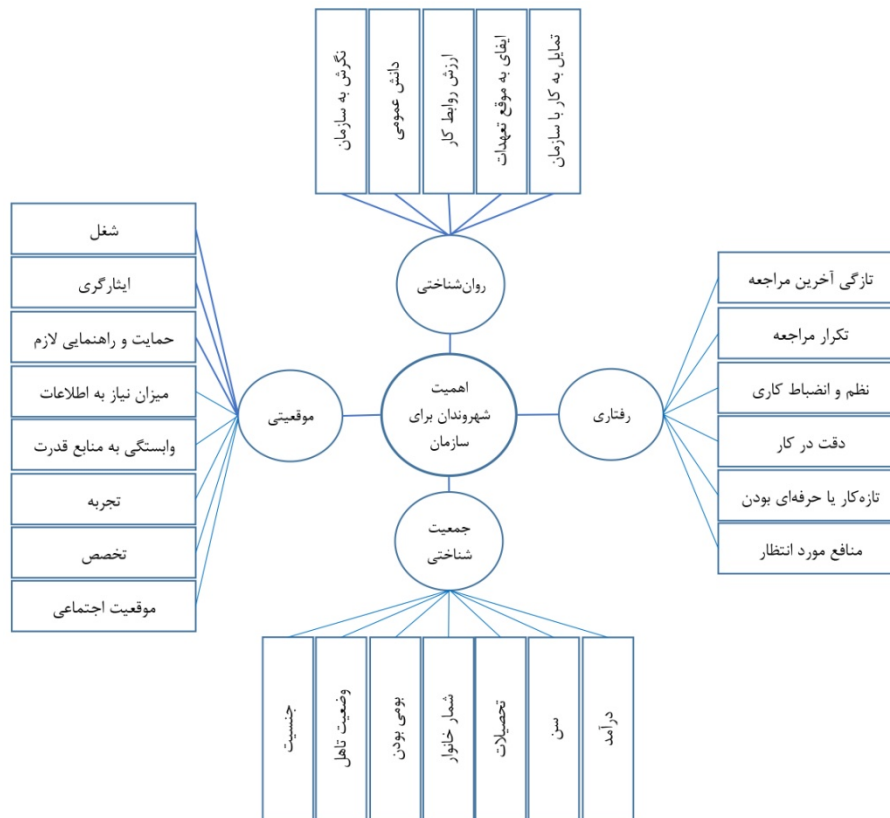 تمایل به کار با سازمان
ایفای به موقع تعهدات
ارزش روابط کار
دانش عمومی
نگرش به سازمان
روان‌شناختی
تازگی آخرین مراجعه
تکرار مراجعه
نظم و انضباط کاری
دقت در کار
تازه‌کار یا حرفه‌ای بودن
منافع مورد انتظار
رفتاری
اهمیت
شهروندان برای
سازمان
موقعیتی
شغل
ایثارگری
حمایت و راهنمایی لازم
میزان نیاز به اطلاعات
وابستگی به منابع قدرت
تجربه
تخصص
موقعیت اجتماعی
جمعیت
شناختی
درآمد
سن
تحصیلات
شمار خانوار
بومی بودن
وضعیت تاهل
جنسیت